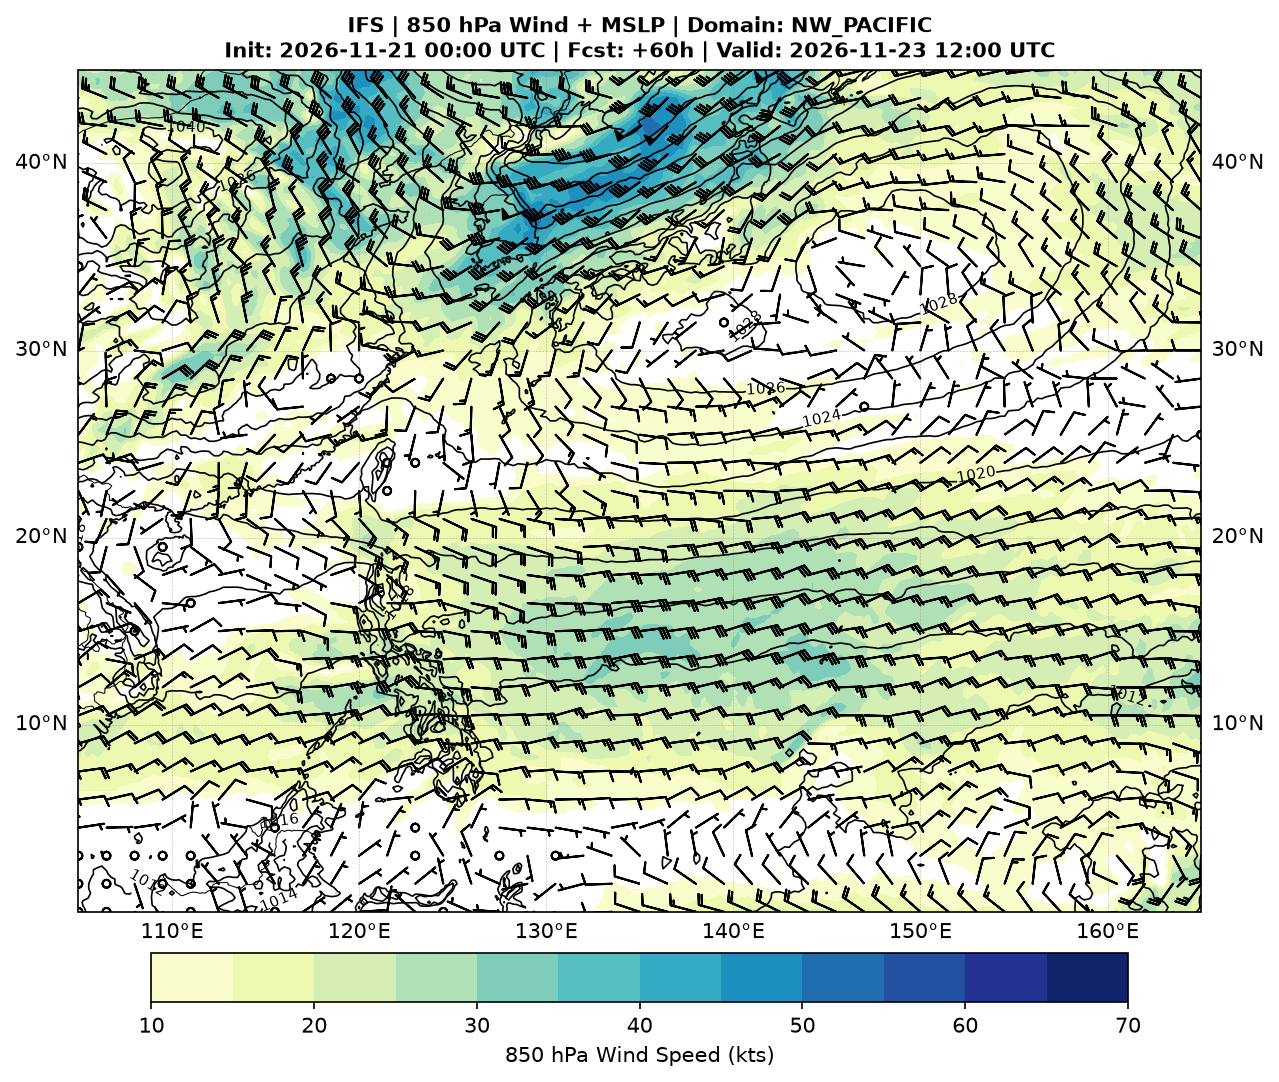 IFS | 850 hPa Wind + MSLP | Domain: NW_PACIFIC
Init: 2026-11-21 00:00 UTC | Fcst: +60h | Valid: 2026-11-23 12:00 UTC
1040
40°N
40°N
1028
1028
30°N
30°N
1026
1024
1020
20°N
20°N
1012
10°N
10°N
1016
1014
110°E
120°E
130°E
140°E
150°E
160°E
10
20
30
40
50
60
70
850 hPa Wind Speed (kts)